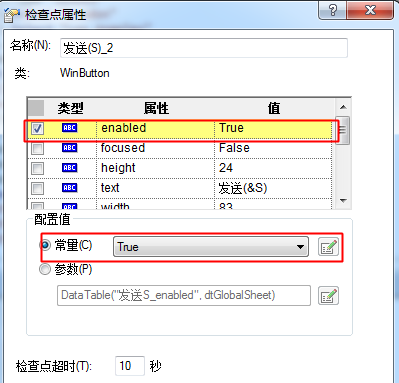 检查点属性
名称(N): 发送(S)_2
类: WinButton
类型 属性 值
ABC enabled True
ABC focused False
ABC height 24
ABC text 发送(&S)
ABC width 83
配置值
常量(C) True
参数(P)
DataTable("发送S_enabled", dtGlobalSheet)
检查点超时(T): 10 秒